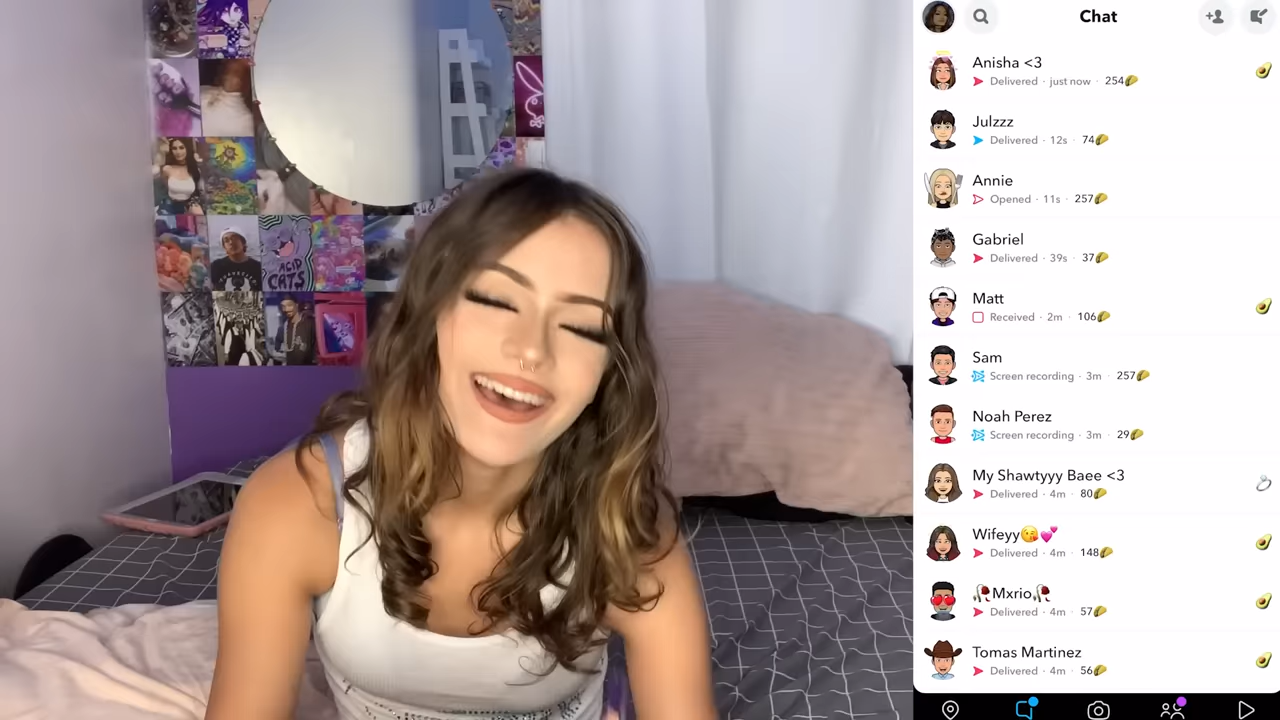 ACID
CATS
Chat
Anisha <3
Delivered · just now · 254
Julzzz
Delivered · 12s · 74
Annie
Opened · 11s · 257
Gabriel
Delivered · 39s · 37
Matt
Received · 2m · 106
Sam
Screen recording · 3m · 257
Noah Perez
Screen recording · 3m · 29
My Shawtyyy Baee <3
Delivered · 4m · 80
Wifeyy😘💕
Delivered · 4m · 148
🥀Mxrio🥀
Delivered · 4m · 57
Tomas Martinez
Delivered · 4m · 56